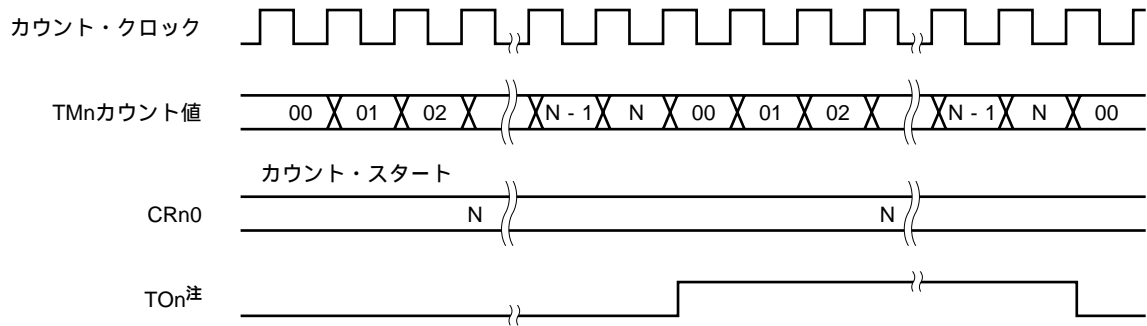 カウント・クロック
TMnカウント値 00 01 02 N - 1 N 00 01 02 N - 1 N 00
カウント・スタート
CRn0 N N
TOn注